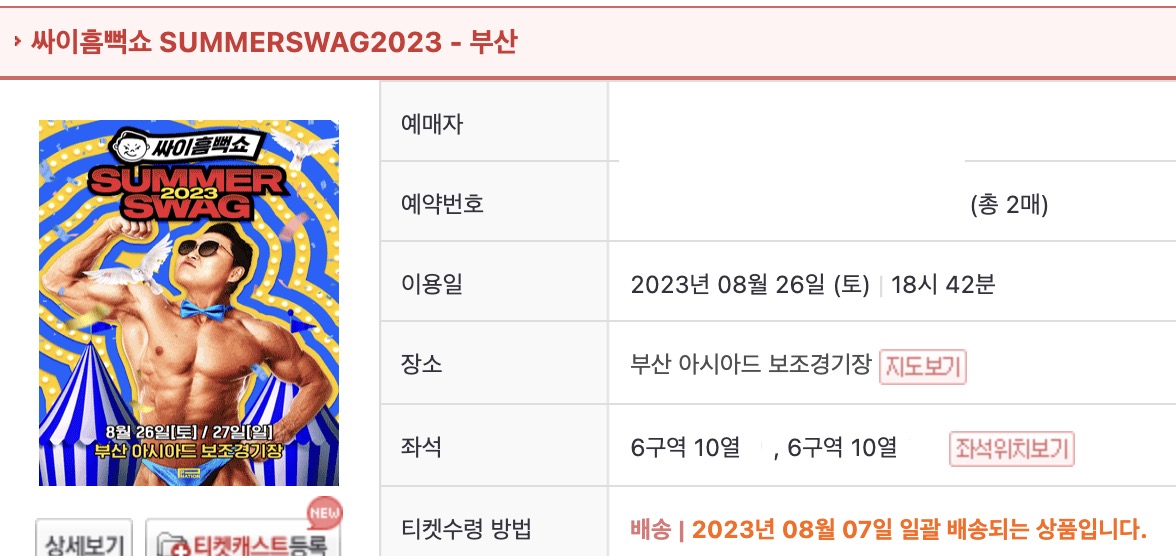 싸이흠뻑쇼 SUMMERSWAG2023 - 부산
싸이흠뻑쇼
SUMMER
2023
SWAG
8월 26일[토] / 27일[일]
부산 아시아드 보조경기장
P NATION
상세보기
티켓캐스트등록
NEW
예매자
예약번호 (총 2매)
이용일 2023년 08월 26일 (토) | 18시 42분
장소 부산 아시아드 보조경기장 지도보기
좌석 6구역 10열 , 6구역 10열 좌석위치보기
티켓수령 방법 배송 | 2023년 08월 07일 일괄 배송되는 상품입니다.